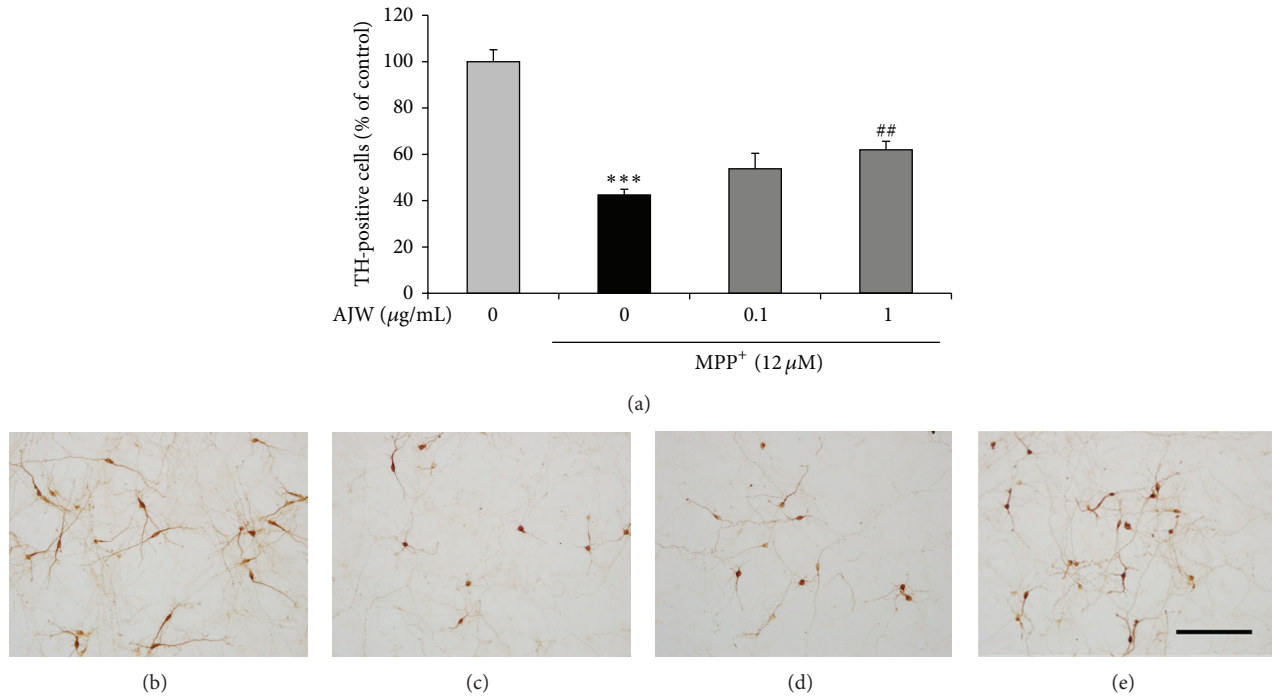 120
100
80
60
40
20
0
TH-positive cells (% of control)
***
##
AJW (μg/mL) 0 0 0.1 1
MPP⁺ (12 μM)
(a)
(b) (c) (d) (e)